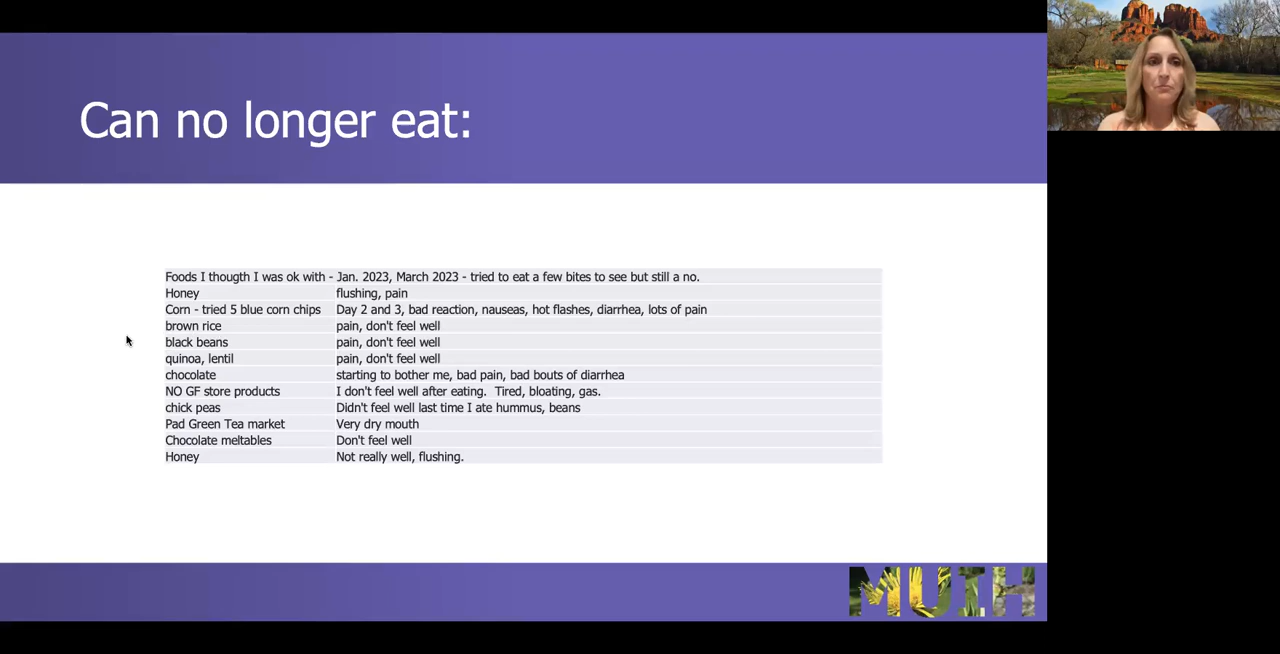 Can no longer eat:
Foods I thougth I was ok with - Jan. 2023, March 2023 - tried to eat a few bites to see but still a no.
Honey flushing, pain
Corn - tried 5 blue corn chips Day 2 and 3, bad reaction, nauseas, hot flashes, diarrhea, lots of pain
brown rice pain, don't feel well
black beans pain, don't feel well
quinoa, lentil pain, don't feel well
chocolate starting to bother me, bad pain, bad bouts of diarrhea
NO GF store products I don't feel well after eating. Tired, bloating, gas.
chick peas Didn't feel well last time I ate hummus, beans
Pad Green Tea market Very dry mouth
Chocolate meltables Don't feel well
Honey Not really well, flushing.
MUIH